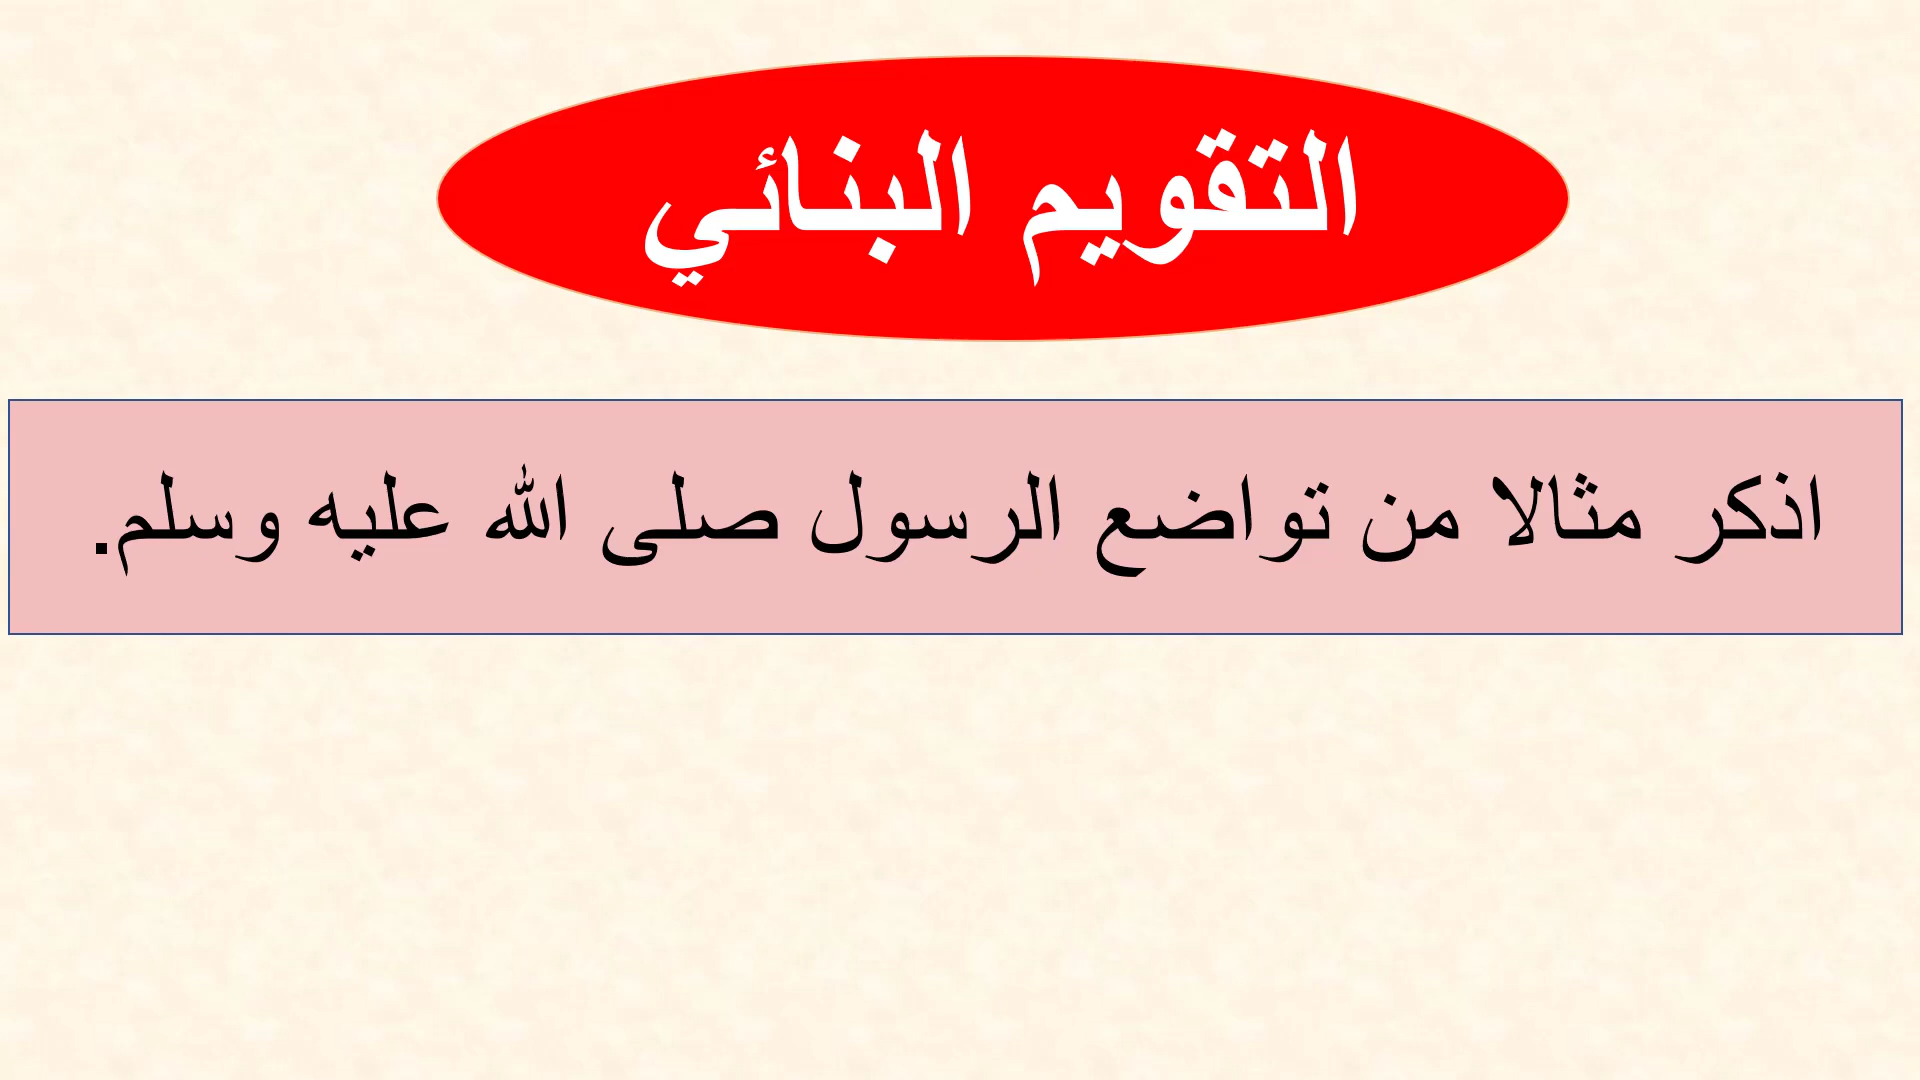 التقويم البنائي
اذكر مثالا من تواضع الرسول صلى الله عليه وسلم.